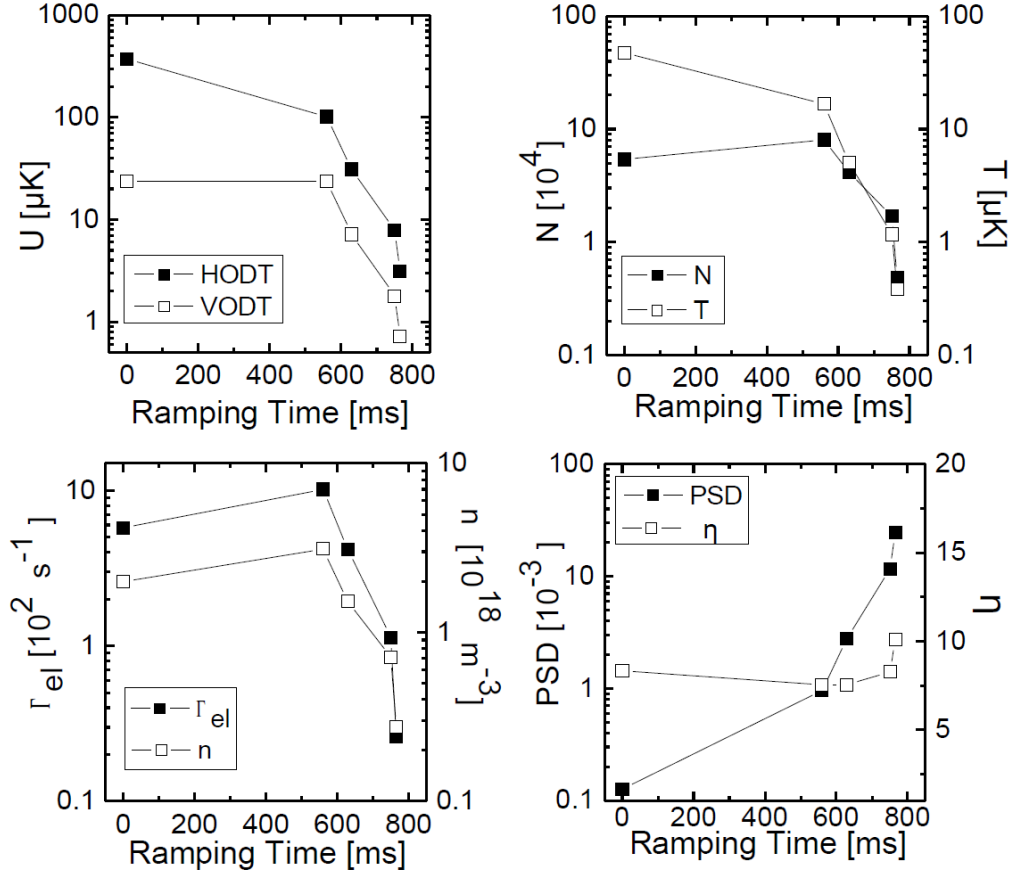 1000
100
10
1
U [μK]
HODT
VODT
0 200 400 600 800
Ramping Time [ms]
100
10
1
0.1
N [10^4]
N
T
100
10
1
0.1
T [μK]
0 200 400 600 800
Ramping Time [ms]
10
1
0.1
Γ_el [10^2 s^-1]
Γ_el
n
10
1
0.1
n [10^18 m^-3]
0 200 400 600 800
Ramping Time [ms]
100
10
1
0.1
PSD [10^-3]
PSD
η
20
15
10
5
η
0 200 400 600 800
Ramping Time [ms]